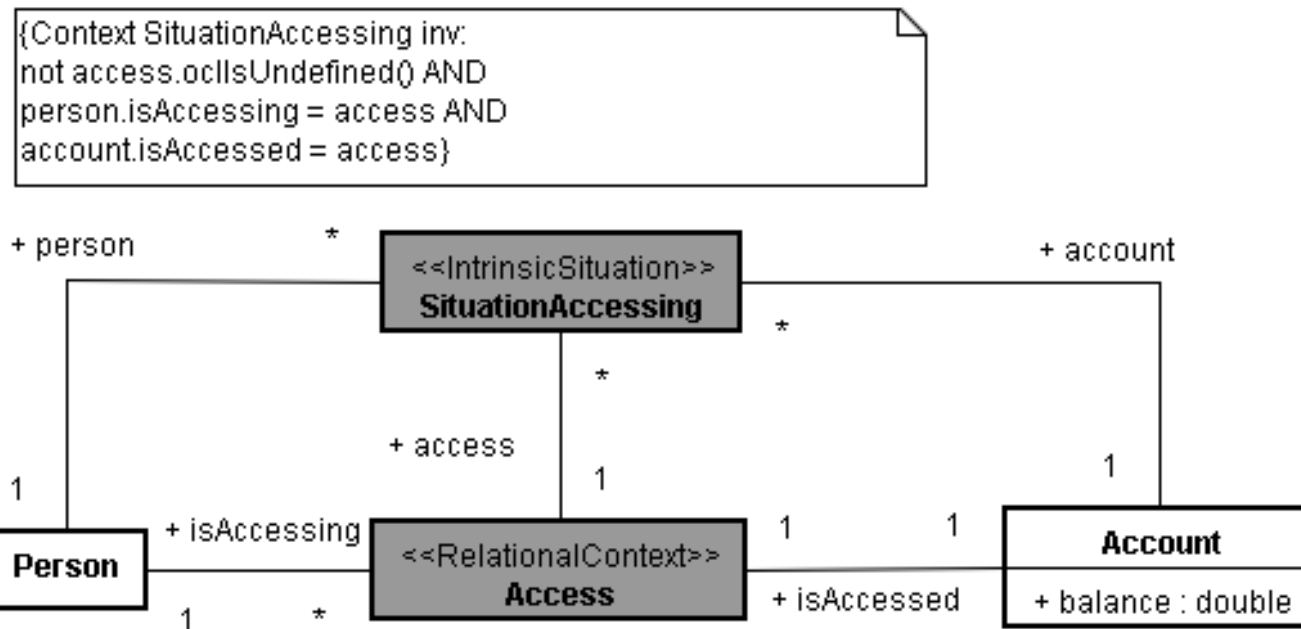 {Context SituationAccessing inv:
not access.oclIsUndefined() AND
person.isAccessing = access AND
account.isAccessed = access}
+ person
*
<<IntrinsicSituation>>
SituationAccessing
+ account
*
*
+ access
1
1
1
+ isAccessing
<<RelationalContext>>
Access
1
1
Account
Person
1
*
+ isAccessed
+ balance : double